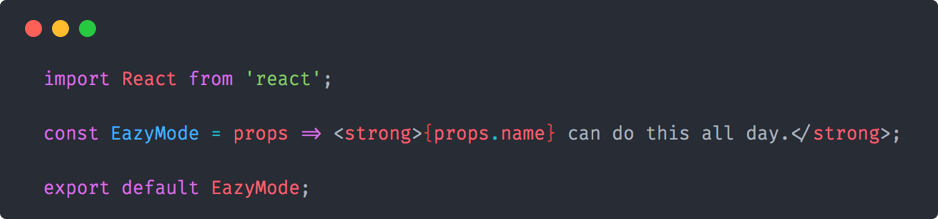 import React from 'react';
const EazyMode = props => <strong>{props.name} can do this all day.</strong>;
export default EazyMode;